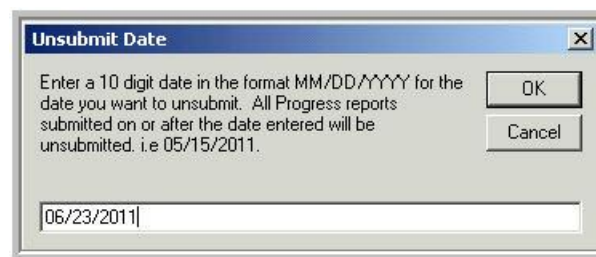 Unsubmit Date
Enter a 10 digit date in the format MM/DD/YYYY for the
date you want to unsubmit. All Progress reports
submitted on or after the date entered will be
unsubmitted. i.e 05/15/2011.
OK
Cancel
06/23/2011